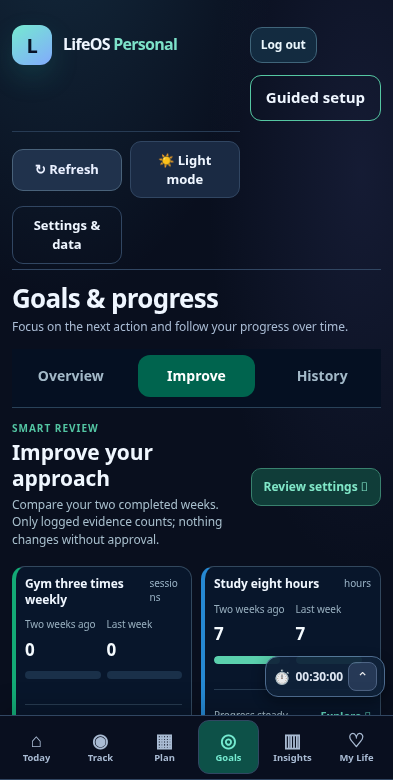 L
LifeOS Personal
Log out
Guided setup
↻ Refresh
☀️ Light
mode
Settings &
data
Goals & progress
Focus on the next action and follow your progress over time.
Overview
Improve
History
SMART REVIEW
Improve your
approach
Compare your two completed weeks.
Only logged evidence counts; nothing
changes without approval.
Review settings
Gym three times
weekly
sessio
ns
Two weeks ago
Last week
0
0
Study eight hours
hours
Two weeks ago
Last week
7
7
⏱️ 00:30:00
Today
Track
Plan
Goals
Insights
My Life